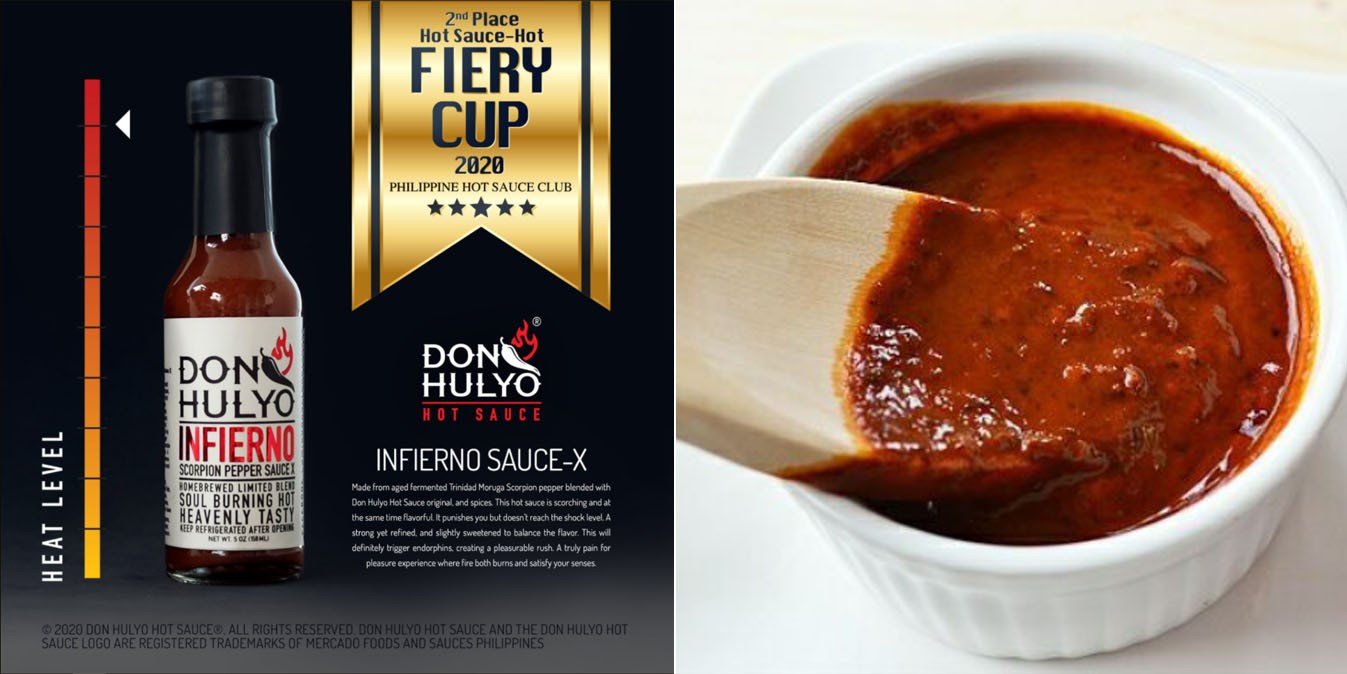 2nd Place
Hot Sauce-Hot
FIERY
CUP
2020
PHILIPPINE HOT SAUCE CLUB
HEAT LEVEL
DON
HULYO
INFIERNO
SCORPION PEPPER SAUCE X
HOMEBREWED LIMITED BLEND
SOUL BURNING HOT
HEAVENLY TASTY
KEEP REFRIGERATED AFTER OPENING
NET WT. 5 OZ (150ML)
DON ®
HULYO
HOT SAUCE
INFIERNO SAUCE-X
Made from aged fermented Trinidad Moruga Scorpion pepper blended with
Don Hulyo Hot Sauce original, and spices. This hot sauce is scorching and at
the same time flavorful. It punishes you but doesn't reach the shock level. A
strong yet refined, and slightly sweetened to balance the flavor. This will
definitely trigger endorphins, creating a pleasurable rush. A truly pain for
pleasure experience where fire both burns and satisfy your senses.
© 2020 DON HULYO HOT SAUCE®. ALL RIGHTS RESERVED. DON HULYO HOT SAUCE AND THE DON HULYO HOT
SAUCE LOGO ARE REGISTERED TRADEMARKS OF MERCADO FOODS AND SAUCES PHILIPPINES